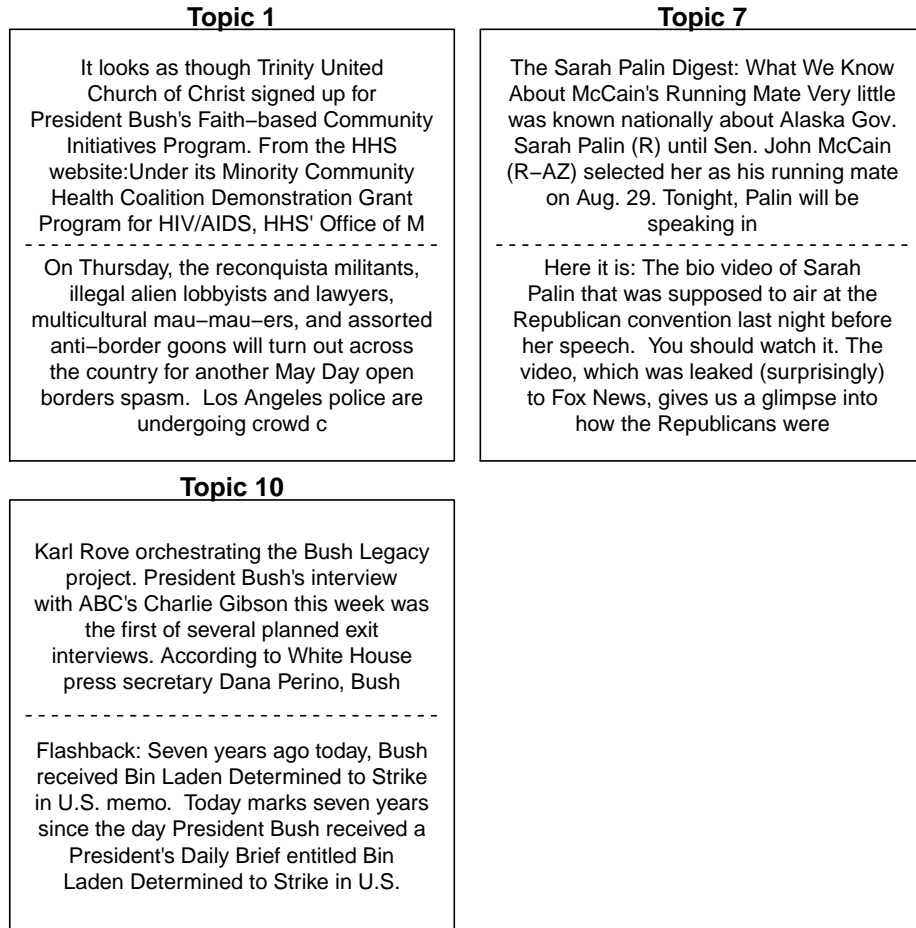 Topic 1
It looks as though Trinity United
Church of Christ signed up for
President Bush's Faith−based Community
Initiatives Program. From the HHS
website:Under its Minority Community
Health Coalition Demonstration Grant
Program for HIV/AIDS, HHS' Office of M
On Thursday, the reconquista militants,
illegal alien lobbyists and lawyers,
multicultural mau−mau−ers, and assorted
anti−border goons will turn out across
the country for another May Day open
borders spasm.  Los Angeles police are
undergoing crowd c
Topic 7
The Sarah Palin Digest: What We Know
About McCain's Running Mate Very little
was known nationally about Alaska Gov.
Sarah Palin (R) until Sen. John McCain
(R−AZ) selected her as his running mate
on Aug. 29. Tonight, Palin will be
speaking in
Here it is: The bio video of Sarah
Palin that was supposed to air at the
Republican convention last night before
her speech.  You should watch it. The
video, which was leaked (surprisingly)
to Fox News, gives us a glimpse into
how the Republicans were
Topic 10
Karl Rove orchestrating the Bush Legacy
project. President Bush's interview
with ABC's Charlie Gibson this week was
the first of several planned exit
interviews. According to White House
press secretary Dana Perino, Bush
Flashback: Seven years ago today, Bush
received Bin Laden Determined to Strike
in U.S. memo.  Today marks seven years
since the day President Bush received a
President's Daily Brief entitled Bin
Laden Determined to Strike in U.S.